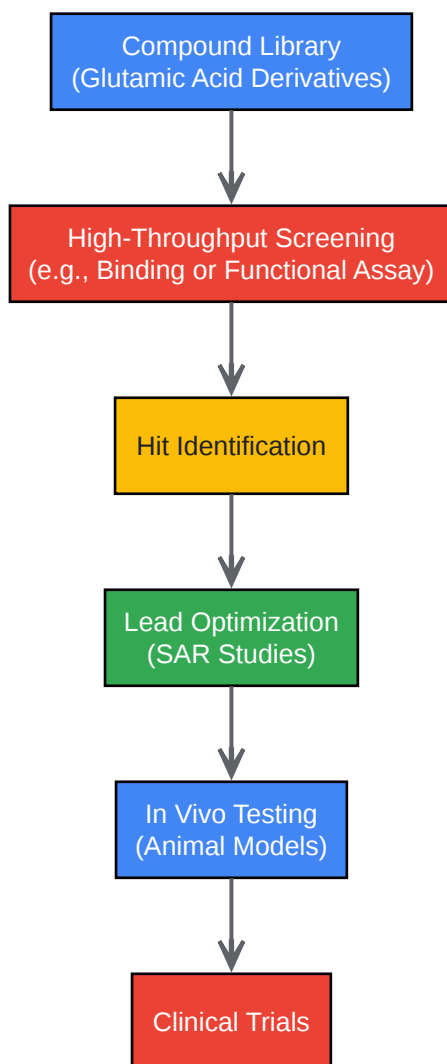 Compound Library
(Glutamic Acid Derivatives)
High-Throughput Screening
(e.g., Binding or Functional Assay)
Hit Identification
Lead Optimization
(SAR Studies)
In Vivo Testing
(Animal Models)
Clinical Trials